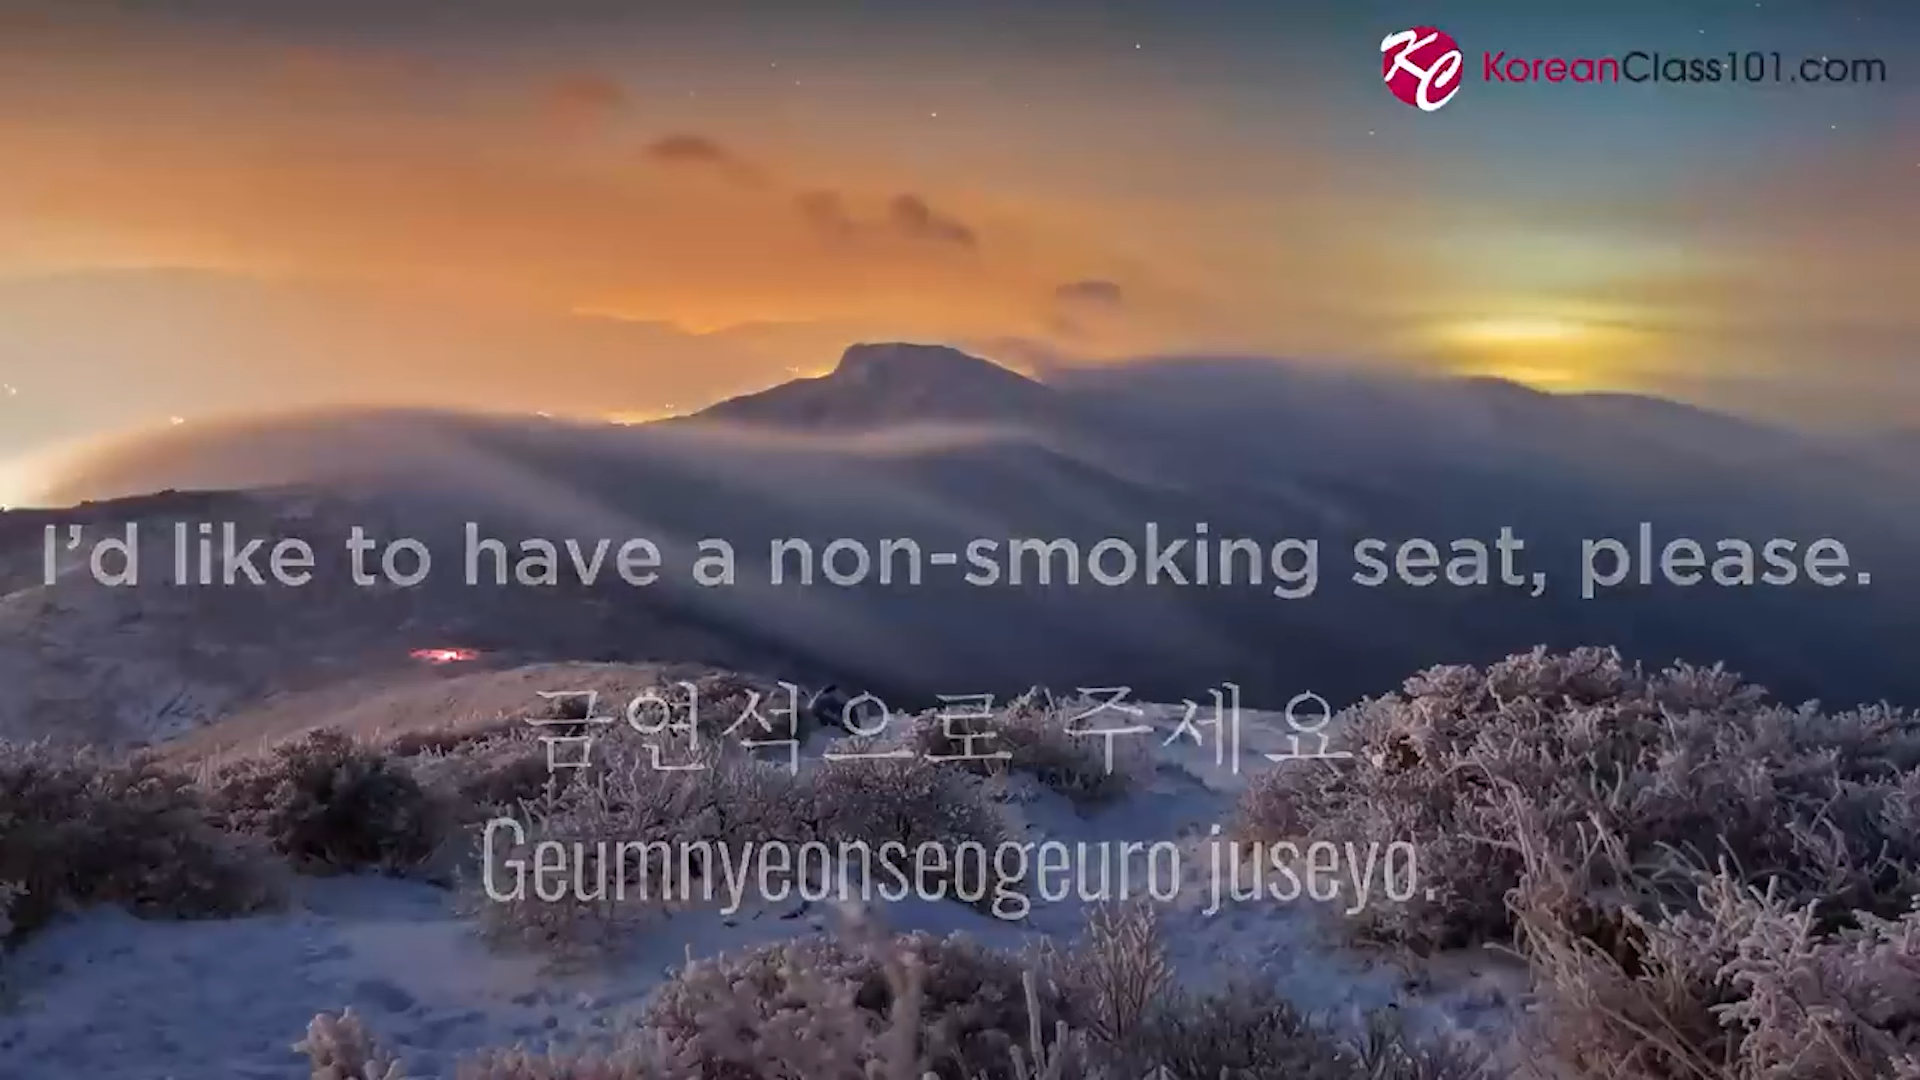 KC KoreanClass101.com
I'd like to have a non-smoking seat, please.
금연석으로 주세요.
Geumnyeonseogeuro juseyo.